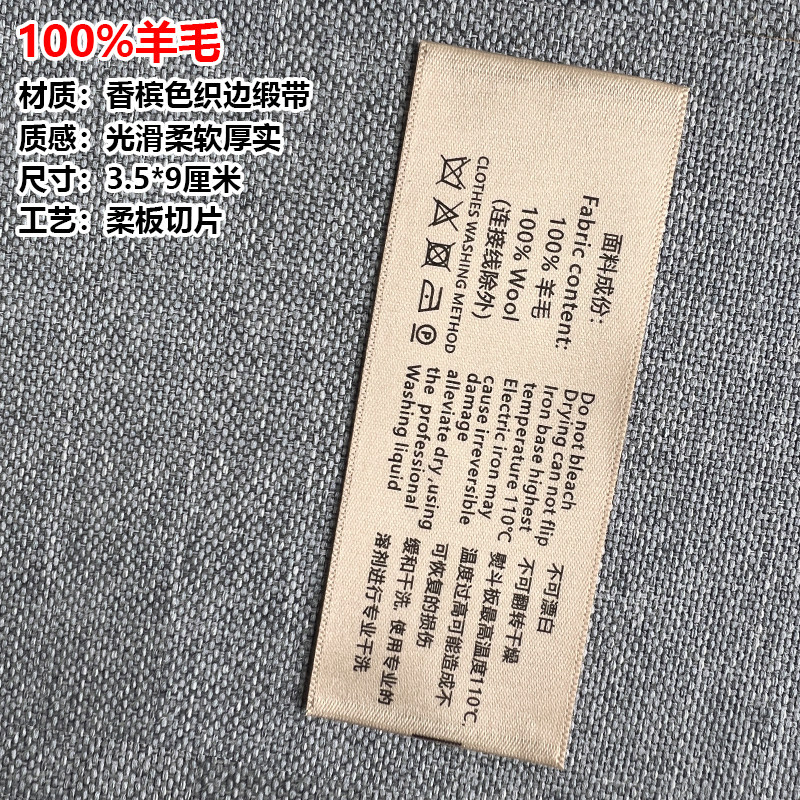 100%羊毛
材质：香槟色织边缎带
质感：光滑柔软厚实
尺寸：3.5*9厘米
工艺：柔板切片
面料成份：
Fabric content:
100% 羊毛
100% Wool
(连接线除外)
CLOTHES WASHING METHOD
P
Do not bleach
Drying can not flip
Iron base highest
temperature 110℃
Electric iron may
cause irreversible
damage
alleviate dry ,using
the professional
Washing liquid
不可漂白
不可翻转干燥
熨斗板最高温度110℃.
温度过高可能造成不
可恢复的损伤
缓和干洗. 使用专业的
溶剂进行专业干洗